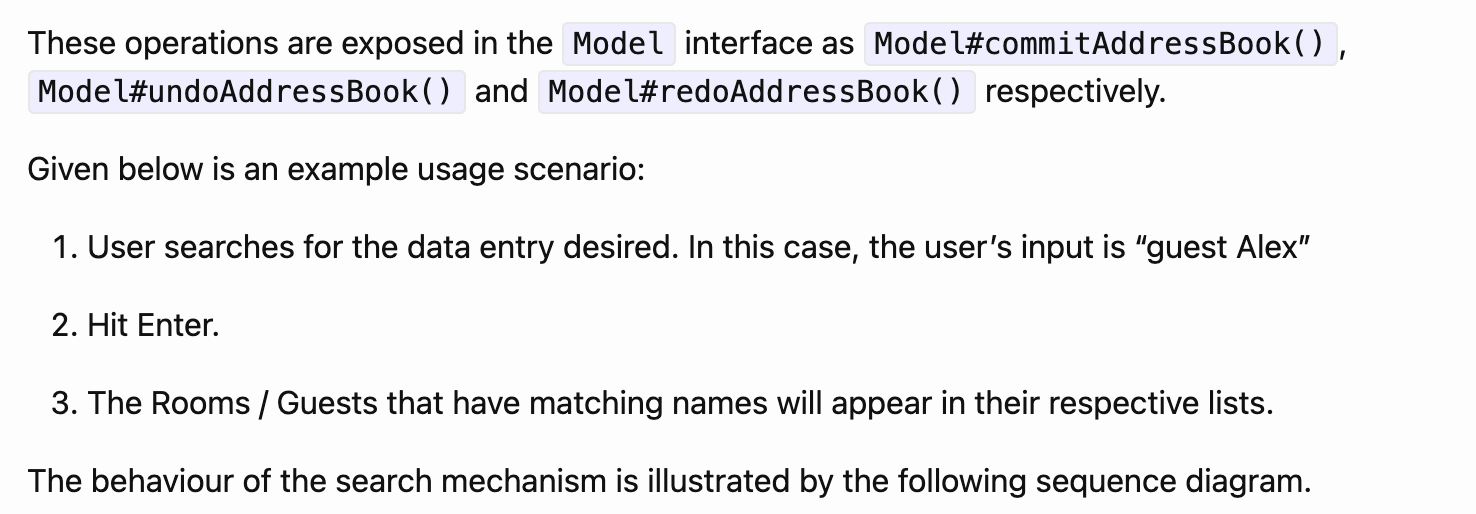 These operations are exposed in the Model interface as Model#commitAddressBook(),
Model#undoAddressBook() and Model#redoAddressBook() respectively.
Given below is an example usage scenario:
1. User searches for the data entry desired. In this case, the user’s input is “guest Alex”
2. Hit Enter.
3. The Rooms / Guests that have matching names will appear in their respective lists.
The behaviour of the search mechanism is illustrated by the following sequence diagram.